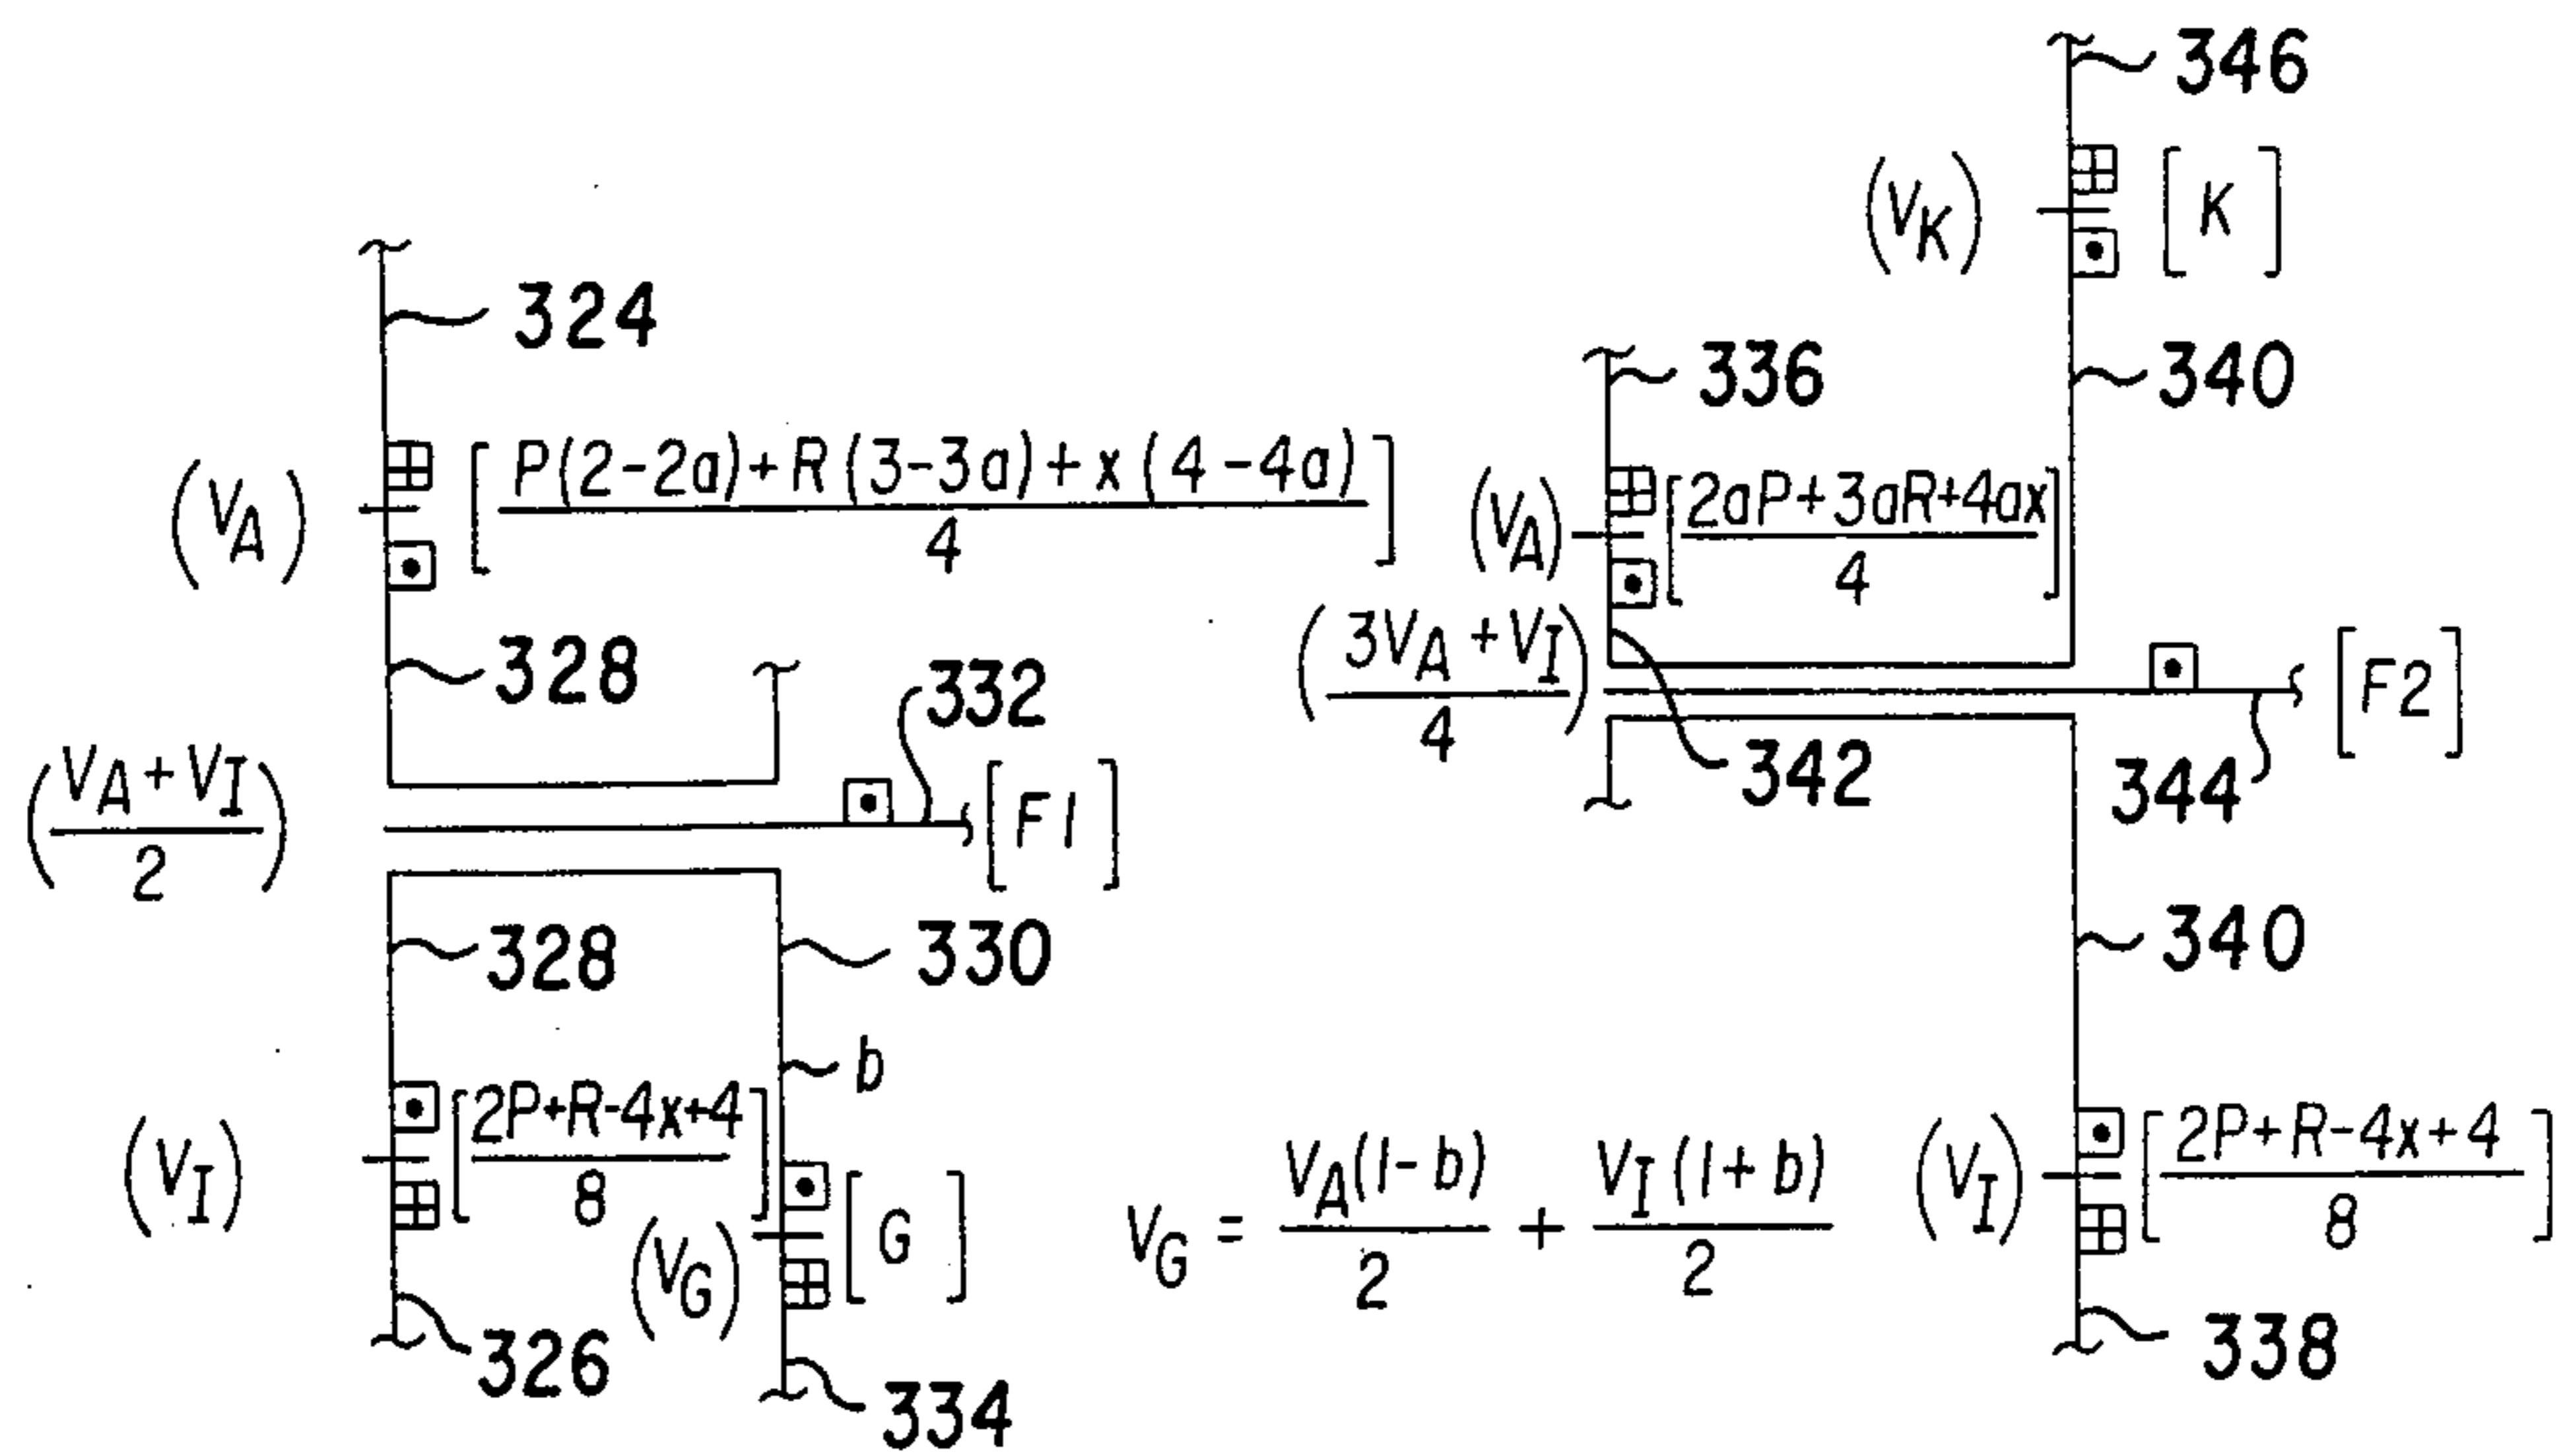 346
(V_K) [K]
324
336
340
(V_A) [P(2-2a)+R(3-3a)+x(4-4a) / 4]
(V_A) [2aP+3aR+4ax / 4]
328
332
(3V_A+V_I / 4)
[F2]
(V_A+V_I / 2)
[F1]
342
344
328
330
340
b
(V_I) [2P+R-4x+4 / 8]
(V_G) [G]
V_G = V_A(1-b) / 2 + V_I(1+b) / 2
(V_I) [2P+R-4x+4 / 8]
326
334
338